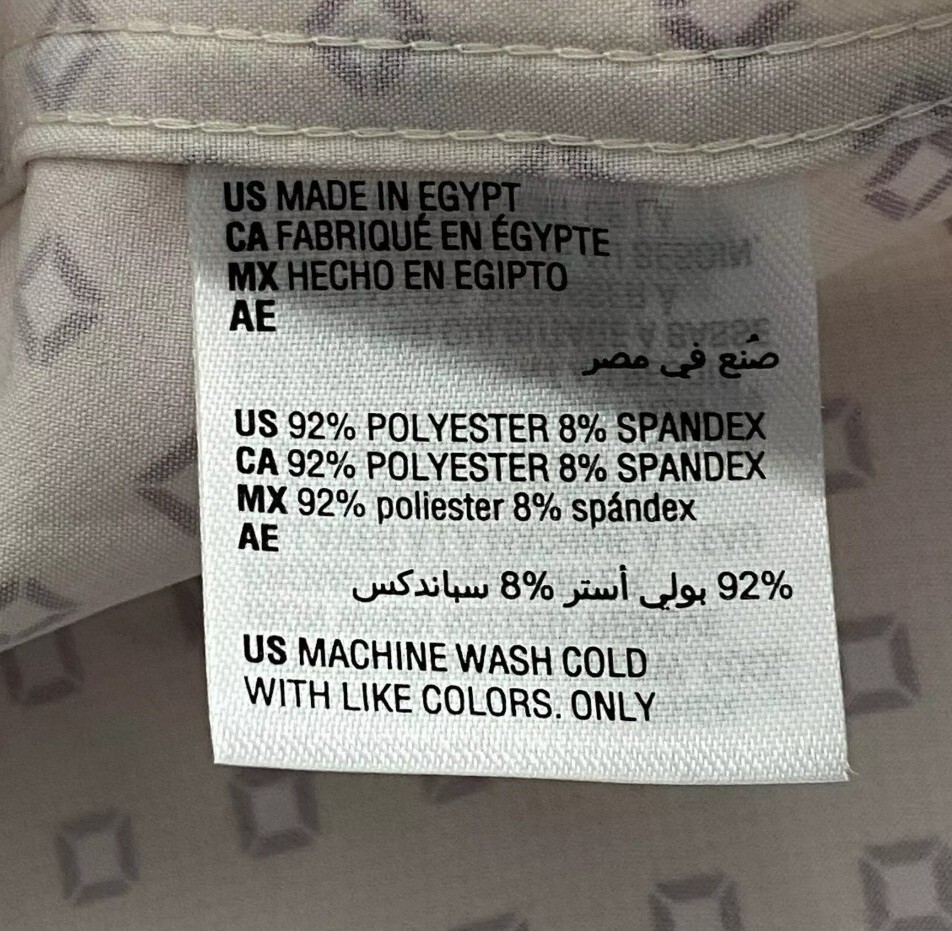 US MADE IN EGYPT
CA FABRIQUÉ EN ÉGYPTE
MX HECHO EN EGIPTO
AE
صُنع في مصر
US 92% POLYESTER 8% SPANDEX
CA 92% POLYESTER 8% SPANDEX
MX 92% poliester 8% spándex
AE
92% بولي أستر 8% سباندكس
US MACHINE WASH COLD
WITH LIKE COLORS. ONLY